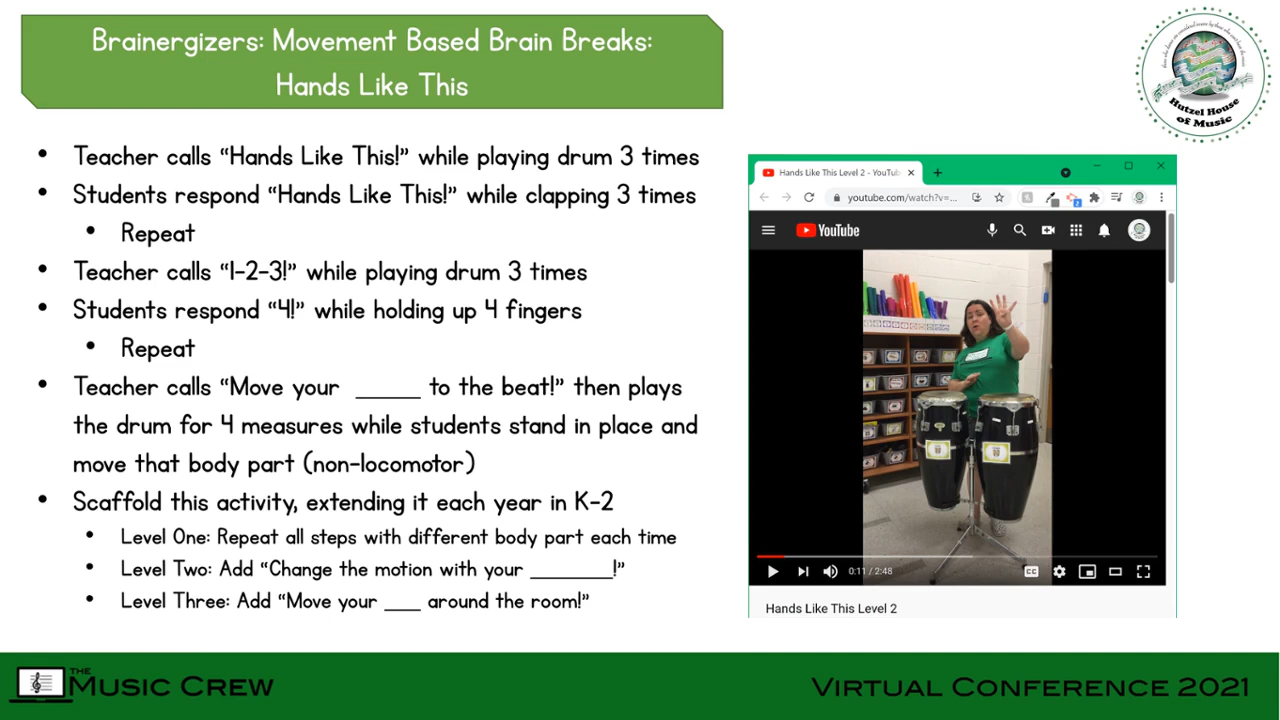 Brainergizers: Movement Based Brain Breaks:
Hands Like This
Hutzel House
of Music
• Teacher calls “Hands Like This!” while playing drum 3 times
• Students respond “Hands Like This!” while clapping 3 times
• Repeat
• Teacher calls “1-2-3!” while playing drum 3 times
• Students respond “4!” while holding up 4 fingers
• Repeat
• Teacher calls “Move your ______ to the beat!” then plays
the drum for 4 measures while students stand in place and
move that body part (non-locomotor)
• Scaffold this activity, extending it each year in K-2
• Level One: Repeat all steps with different body part each time
• Level Two: Add “Change the motion with your ________!”
• Level Three: Add “Move your ____ around the room!”
Hands Like This Level 2 - YouTu
youtube.com/watch?v=...
YouTube
0:11 / 2:48
CC
Hands Like This Level 2
THE
MUSIC CREW
VIRTUAL CONFERENCE 2021